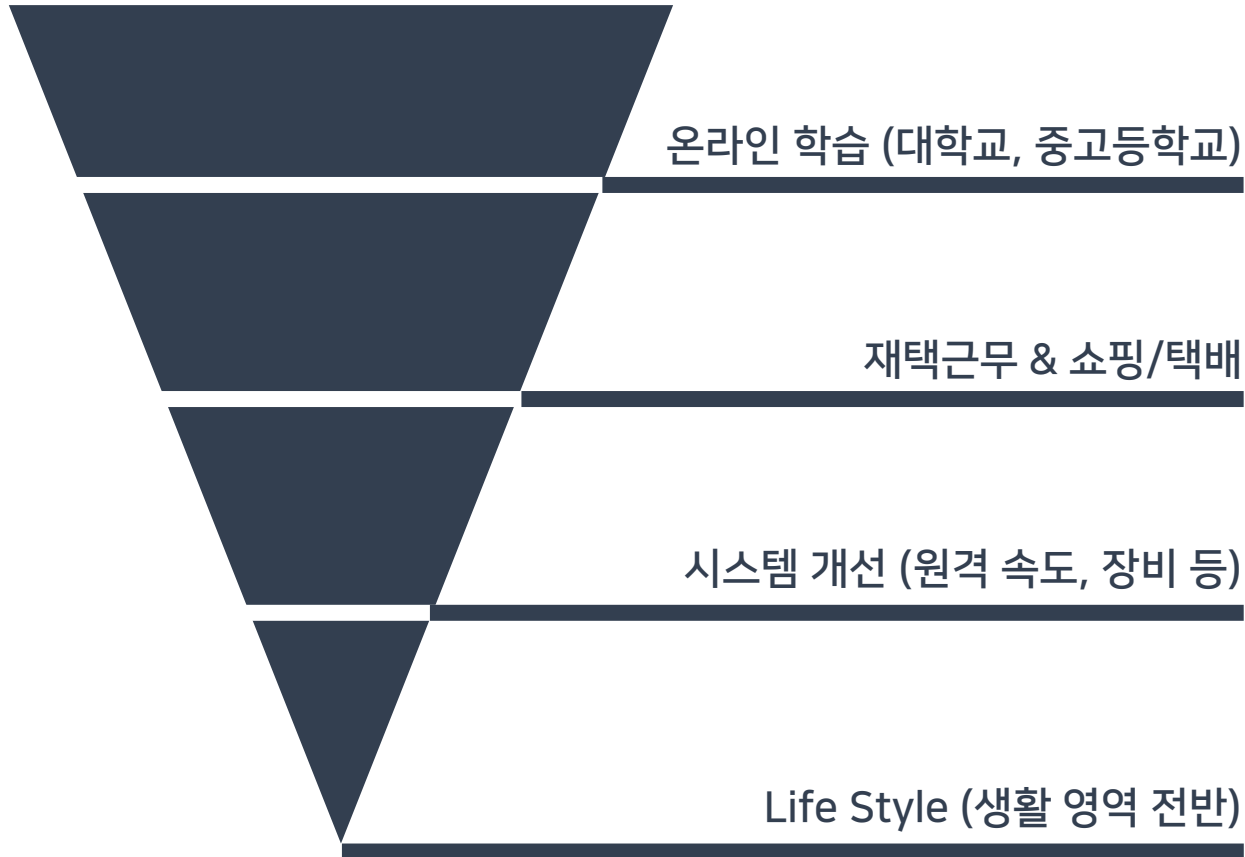 온라인 학습 (대학교, 중고등학교)
재택근무 & 쇼핑/택배
시스템 개선 (원격 속도, 장비 등)
Life Style (생활 영역 전반)